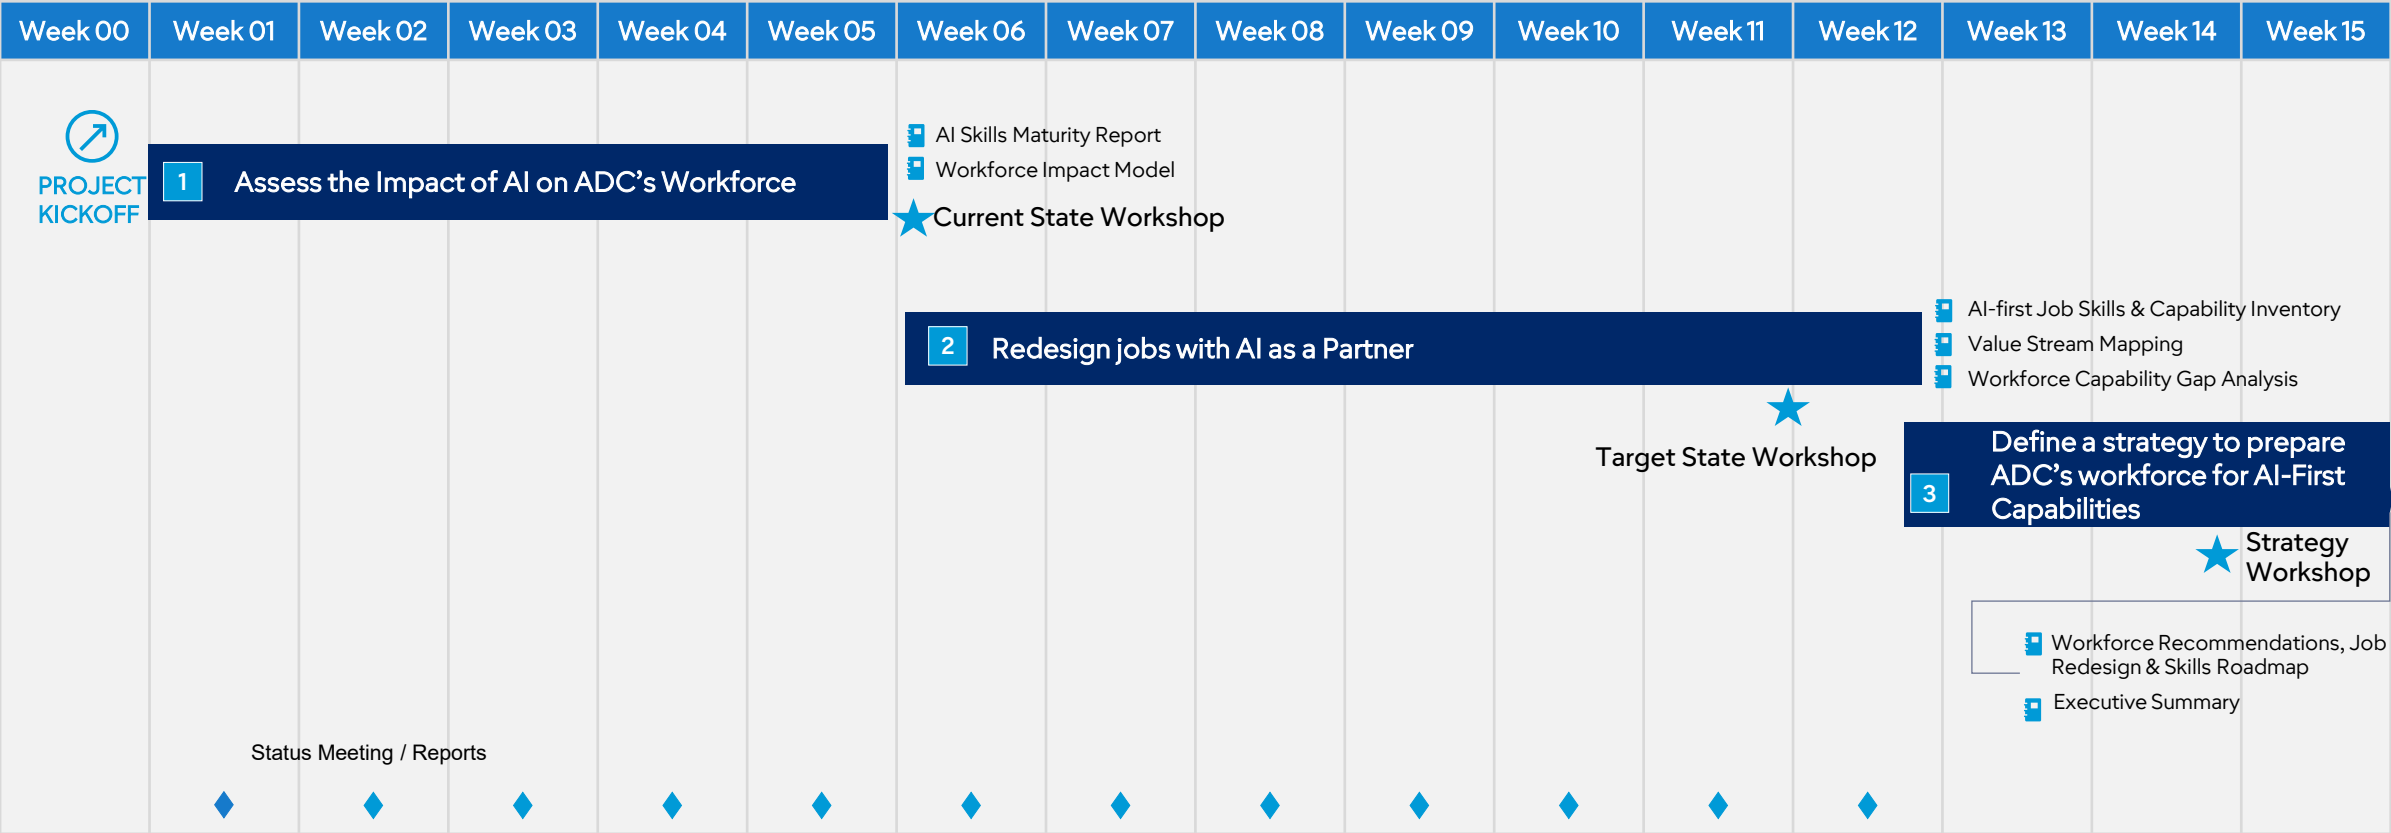 Week 00 Week 01 Week 02 Week 03 Week 04 Week 05 Week 06 Week 07 Week 08 Week 09 Week 10 Week 11 Week 12 Week 13 Week 14 Week 15
PROJECT
KICKOFF
1 Assess the Impact of AI on ADC’s Workforce
AI Skills Maturity Report
Workforce Impact Model
Current State Workshop
2 Redesign jobs with AI as a Partner
AI-first Job Skills & Capability Inventory
Value Stream Mapping
Workforce Capability Gap Analysis
Target State Workshop
3
Define a strategy to prepare
ADC’s workforce for AI-First
Capabilities
Strategy
Workshop
Workforce Recommendations, Job
Redesign & Skills Roadmap
Executive Summary
Status Meeting / Reports